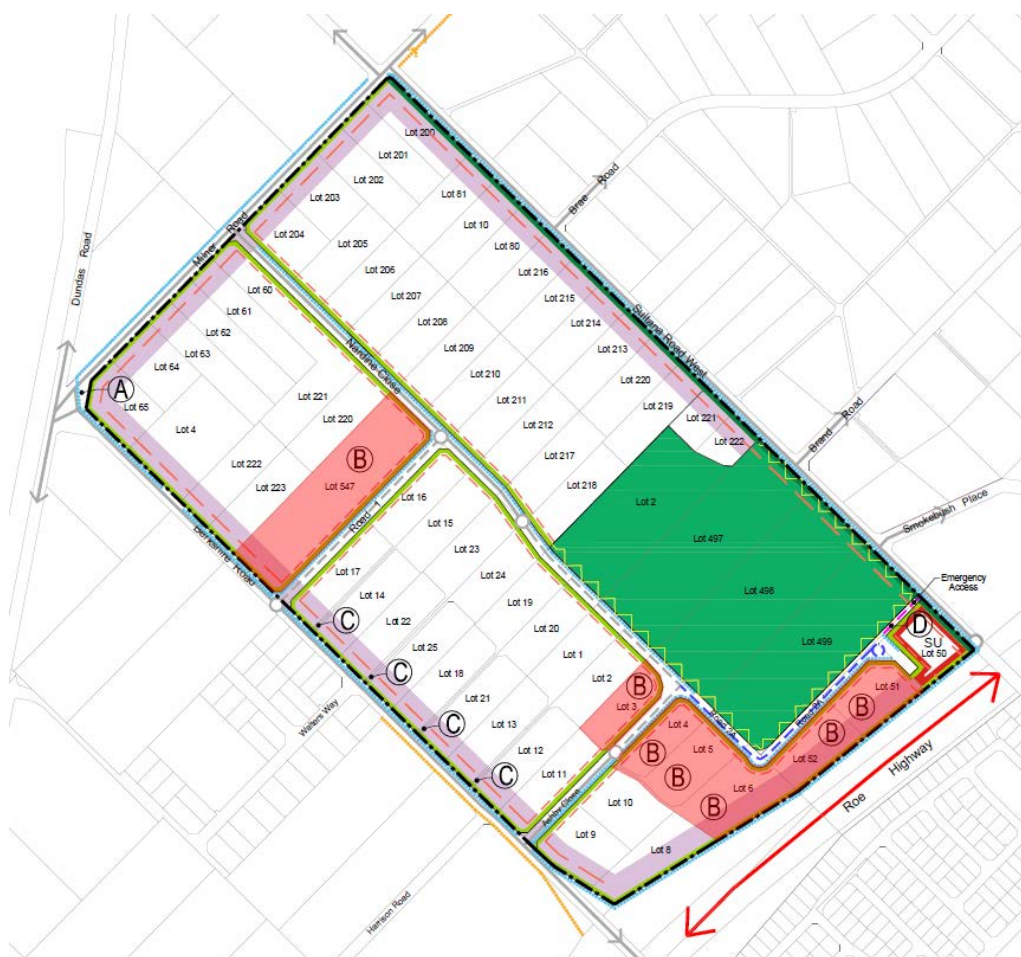 Lot 200
Lot 201
Lot 202
Lot 203
Lot 204
Lot 81
Lot 10
Lot 80
Lot 205
Lot 206
Lot 207
Lot 208
Lot 209
Lot 210
Lot 211
Lot 212
Lot 217
Lot 218
Lot 216
Lot 215
Lot 214
Lot 213
Lot 220
Lot 219
Lot 221
Lot 222
Brae Road
Milner Road
Dundas Road
Sultana Road West
Nardine Close
Lot 60
Lot 61
Lot 62
Lot 63
Lot 64
Lot 65
A
Lot 4
Lot 221
Lot 220
B
Lot 222
Lot 223
Lot 547
Road 1
Berkshire Road
Brand Road
Smokebush Place
Lot 2
Lot 497
Lot 498
Lot 499
Emergency
Access
D
SU
Lot 50
Lot 16
Lot 15
Lot 23
Lot 24
Lot 19
Lot 20
Lot 1
Lot 2
B
Lot 3
Lot 17
Lot 14
C
Lot 22
Lot 25
C
Lot 18
Lot 21
C
Lot 13
Lot 12
C
Lot 11
Lot 4
B
Lot 5
B
Lot 6
B
Lot 52
B
Lot 51
B
Road 2A
Ashby Close
Lot 10
Lot 9
Lot 8
Walters Way
Harrison Road
Roe Highway